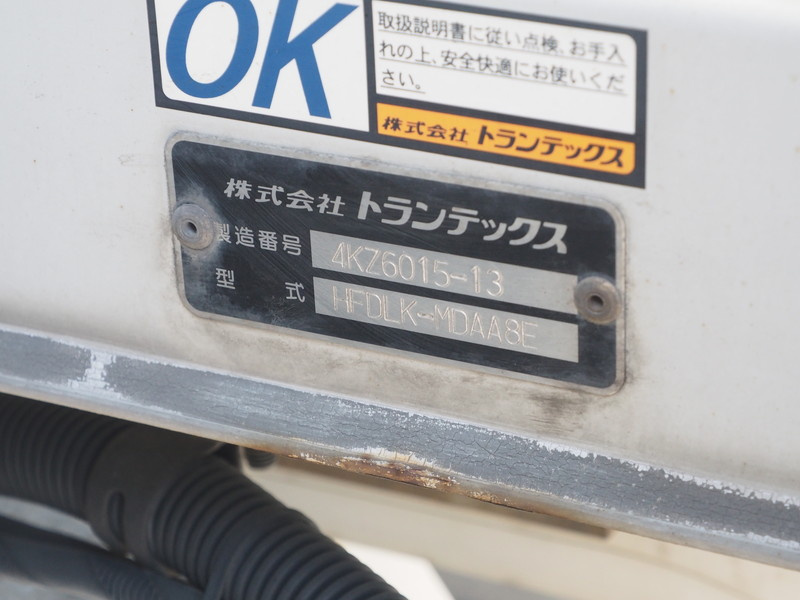 OK
取扱説明書に従い点検、お手入
れの上、安全快適にお使いくだ
さい。
株式会社 トランテックス
株式会社 トランテックス
製造番号 4KZ6015-13
型式 HFDLK-MDAA8E